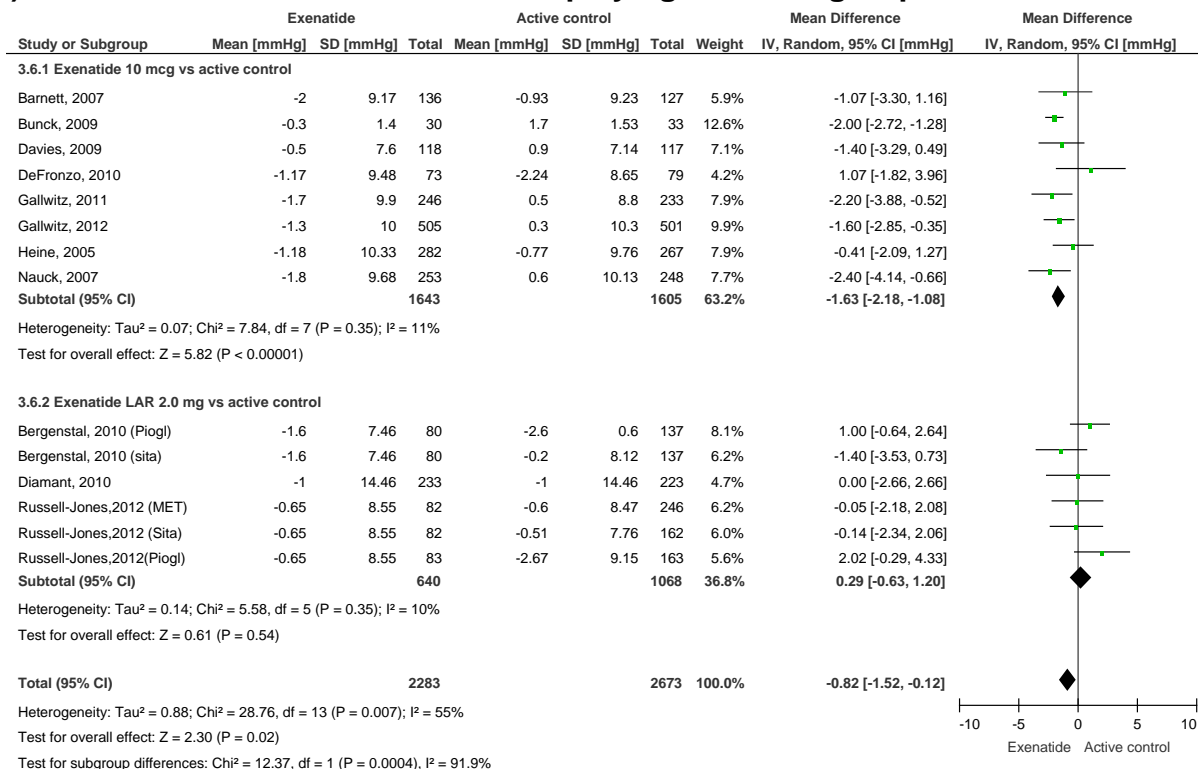 Exenatide Active control Mean Difference Mean Difference
Study or Subgroup Mean [mmHg] SD [mmHg] Total Mean [mmHg] SD [mmHg] Total Weight IV, Random, 95% CI [mmHg] IV, Random, 95% CI [mmHg]
3.6.1 Exenatide 10 mcg vs active control
Barnett, 2007 -2 9.17 136 -0.93 9.23 127 5.9% -1.07 [-3.30, 1.16]
Bunck, 2009 -0.3 1.4 30 1.7 1.53 33 12.6% -2.00 [-2.72, -1.28]
Davies, 2009 -0.5 7.6 118 0.9 7.14 117 7.1% -1.40 [-3.29, 0.49]
DeFronzo, 2010 -1.17 9.48 73 -2.24 8.65 79 4.2% 1.07 [-1.82, 3.96]
Gallwitz, 2011 -1.7 9.9 246 0.5 8.8 233 7.9% -2.20 [-3.88, -0.52]
Gallwitz, 2012 -1.3 10 505 0.3 10.3 501 9.9% -1.60 [-2.85, -0.35]
Heine, 2005 -1.18 10.33 282 -0.77 9.76 267 7.9% -0.41 [-2.09, 1.27]
Nauck, 2007 -1.8 9.68 253 0.6 10.13 248 7.7% -2.40 [-4.14, -0.66]
Subtotal (95% CI) 1643 1605 63.2% -1.63 [-2.18, -1.08]
Heterogeneity: Tau² = 0.07; Chi² = 7.84, df = 7 (P = 0.35); I² = 11%
Test for overall effect: Z = 5.82 (P < 0.00001)
3.6.2 Exenatide LAR 2.0 mg vs active control
Bergenstal, 2010 (Piogl) -1.6 7.46 80 -2.6 0.6 137 8.1% 1.00 [-0.64, 2.64]
Bergenstal, 2010 (sita) -1.6 7.46 80 -0.2 8.12 137 6.2% -1.40 [-3.53, 0.73]
Diamant, 2010 -1 14.46 233 -1 14.46 223 4.7% 0.00 [-2.66, 2.66]
Russell-Jones,2012 (MET) -0.65 8.55 82 -0.6 8.47 246 6.2% -0.05 [-2.18, 2.08]
Russell-Jones,2012 (Sita) -0.65 8.55 82 -0.51 7.76 162 6.0% -0.14 [-2.34, 2.06]
Russell-Jones,2012(Piogl) -0.65 8.55 83 -2.67 9.15 163 5.6% 2.02 [-0.29, 4.33]
Subtotal (95% CI) 640 1068 36.8% 0.29 [-0.63, 1.20]
Heterogeneity: Tau² = 0.14; Chi² = 5.58, df = 5 (P = 0.35); I² = 10%
Test for overall effect: Z = 0.61 (P = 0.54)
Total (95% CI) 2283 2673 100.0% -0.82 [-1.52, -0.12]
Heterogeneity: Tau² = 0.88; Chi² = 28.76, df = 13 (P = 0.007); I² = 55%
Test for overall effect: Z = 2.30 (P = 0.02)
Test for subgroup differences: Chi² = 12.37, df = 1 (P = 0.0004), I² = 91.9%
-10 -5 0 5 10
Exenatide Active control